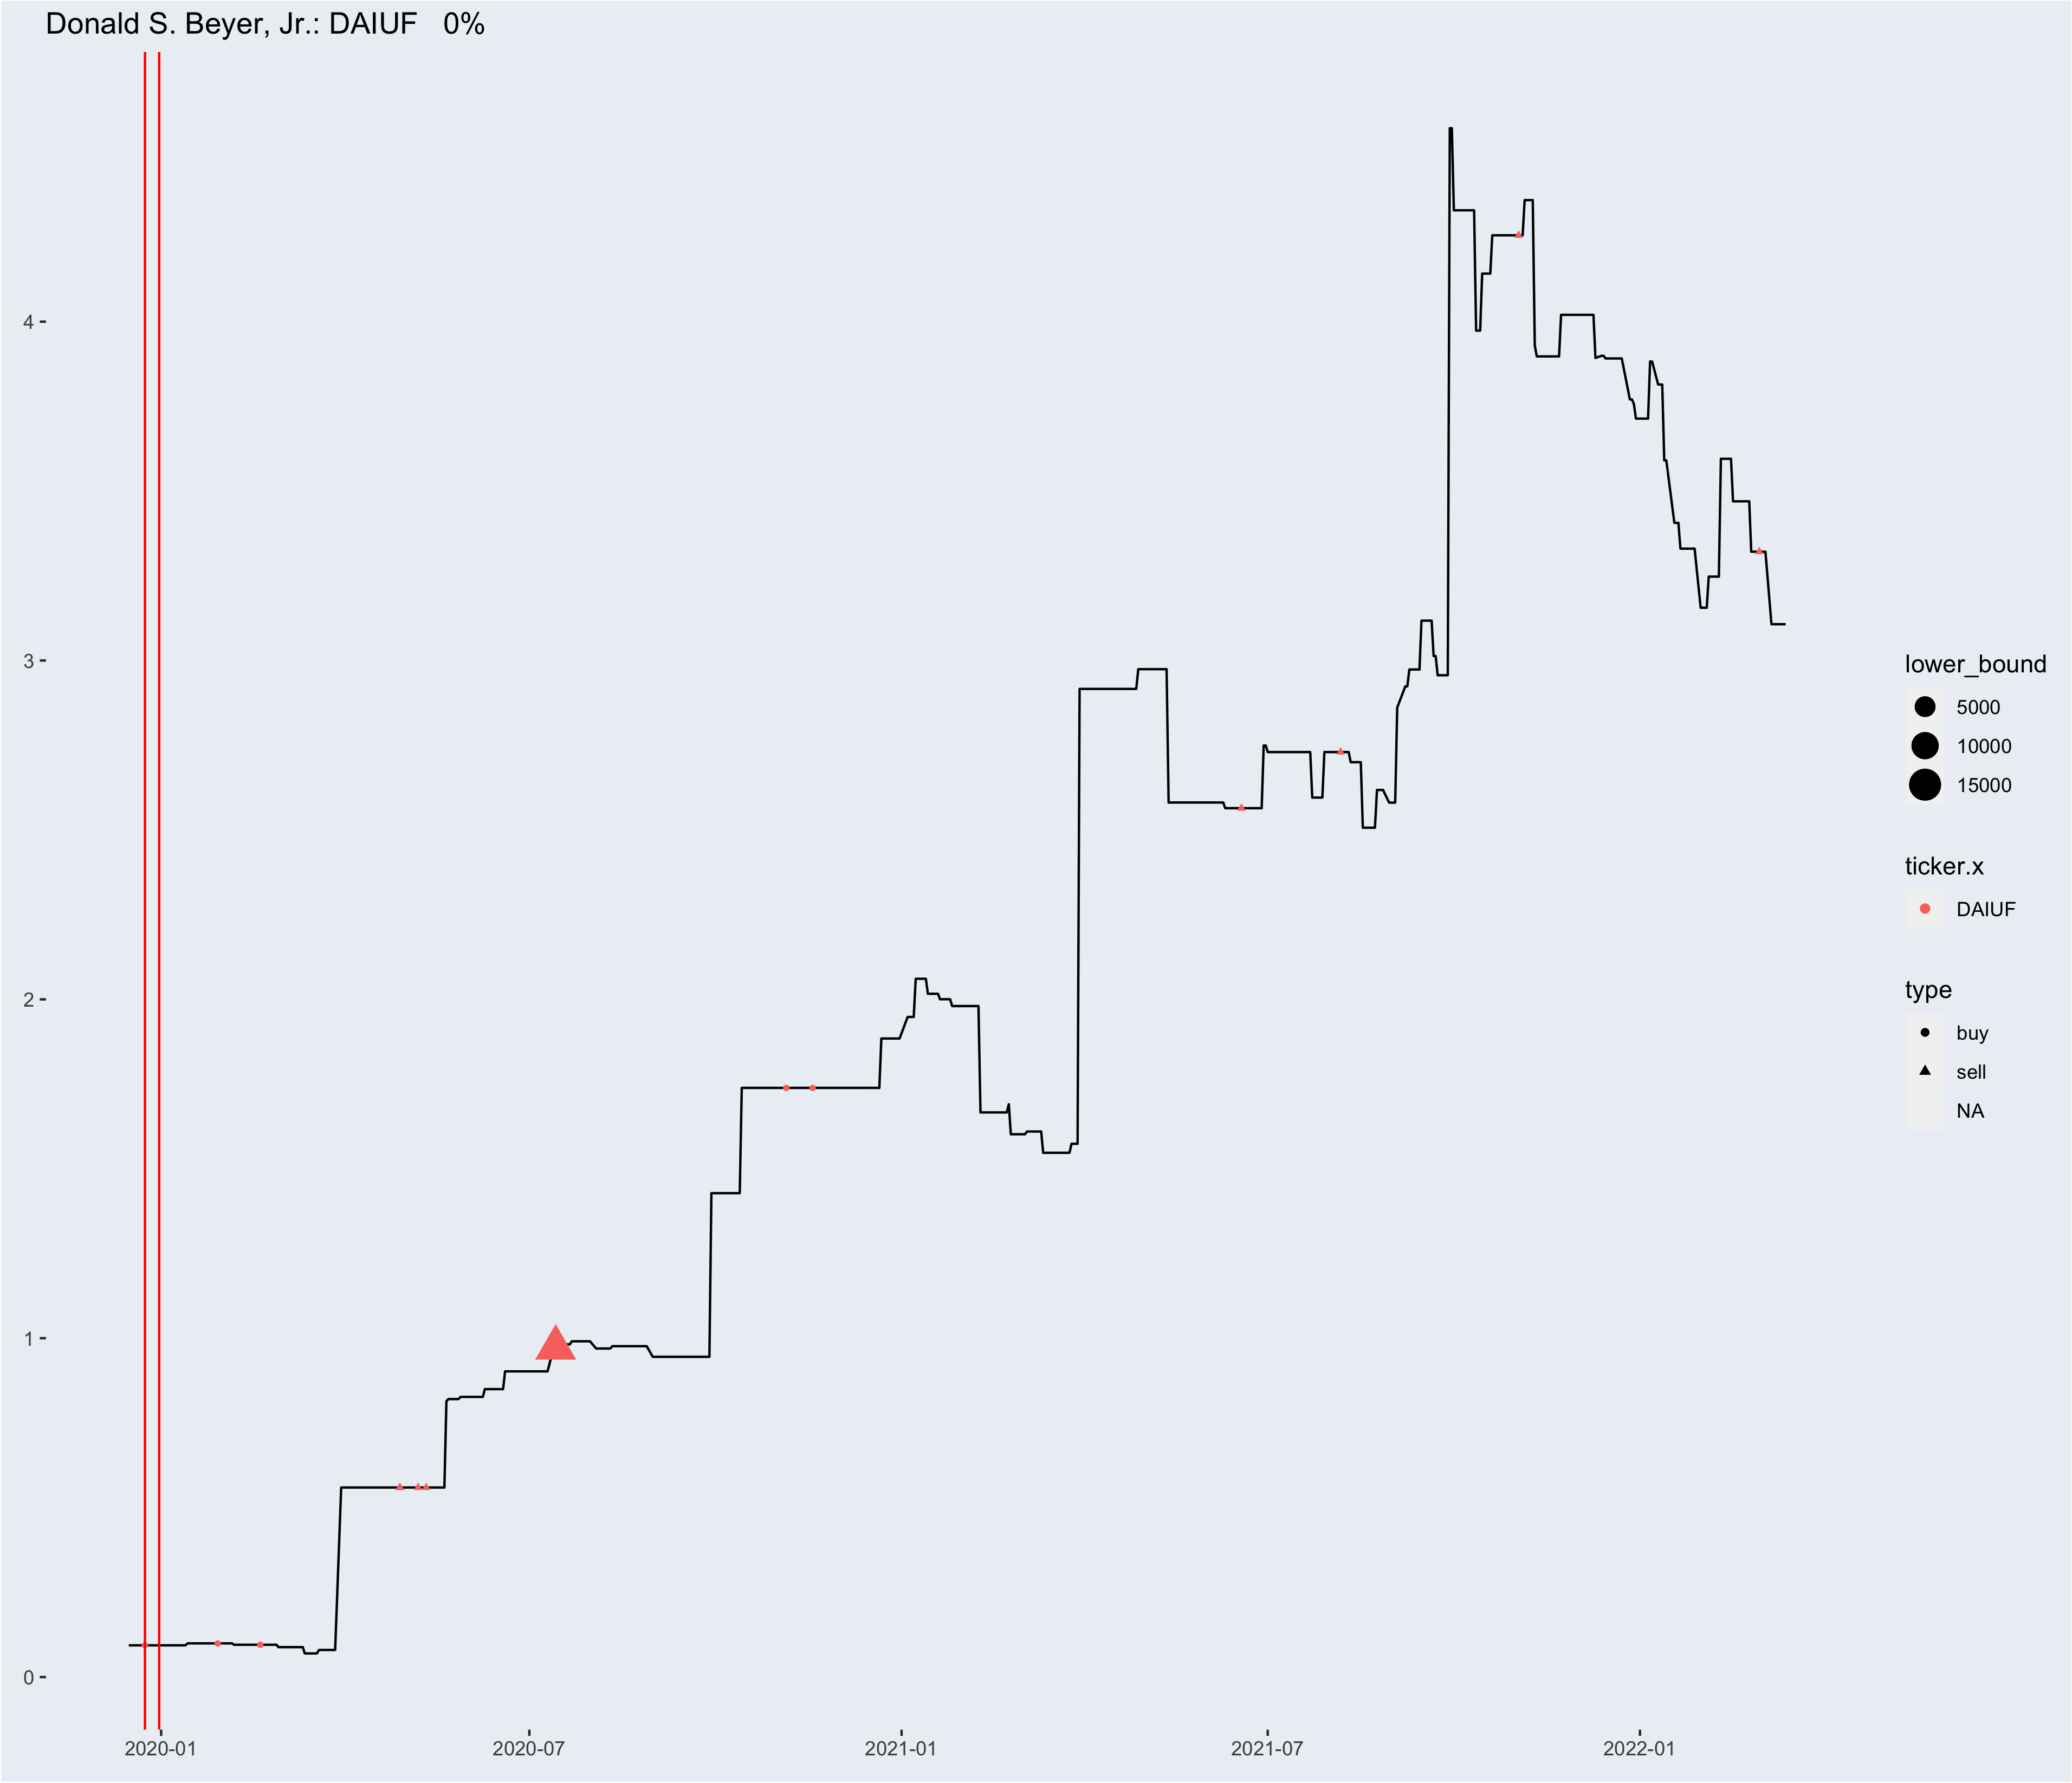 Donald S. Beyer, Jr.: DAIUF   0%
4
3
2
1
0
2020-01
2020-07
2021-01
2021-07
2022-01
lower_bound
5000
10000
15000
ticker.x
DAIUF
type
buy
sell
NA